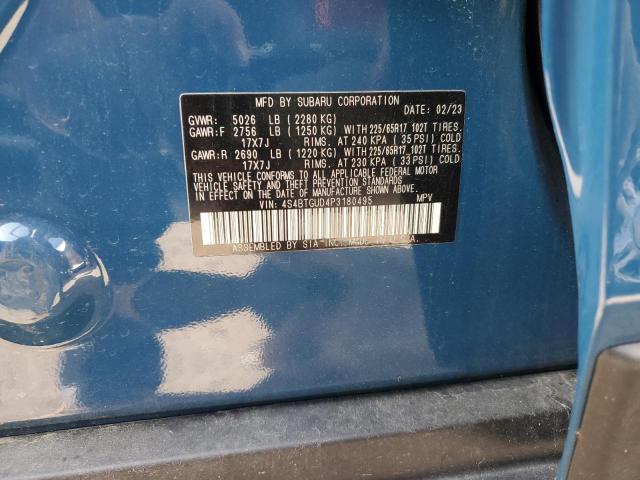 MFD BY SUBARU CORPORATION 02/23
GVWR: 5026 LB ( 2280 KG)
GAWR:F 2756 LB ( 1250 KG) WITH 225/65R17 102T TIRES.
17X7J RIMS. AT 240 KPA ( 35 PSI) COLD
GAWR:R 2690 LB ( 1220 KG) WITH 225/65R17 102T TIRES.
17X7J RIMS. AT 230 KPA ( 33 PSI) COLD
THIS VEHICLE CONFORMS TO ALL APPLICABLE FEDERAL MOTOR
VEHICLE SAFETY, BUMPER, AND THEFT PREVENTION STANDARDS
IN EFFECT ON THE DATE OF MANUFACTURE SHOWN ABOVE.
VIN: 4S4BTGUD4P3180495 MPV
ASSEMBLED BY SIA INC.